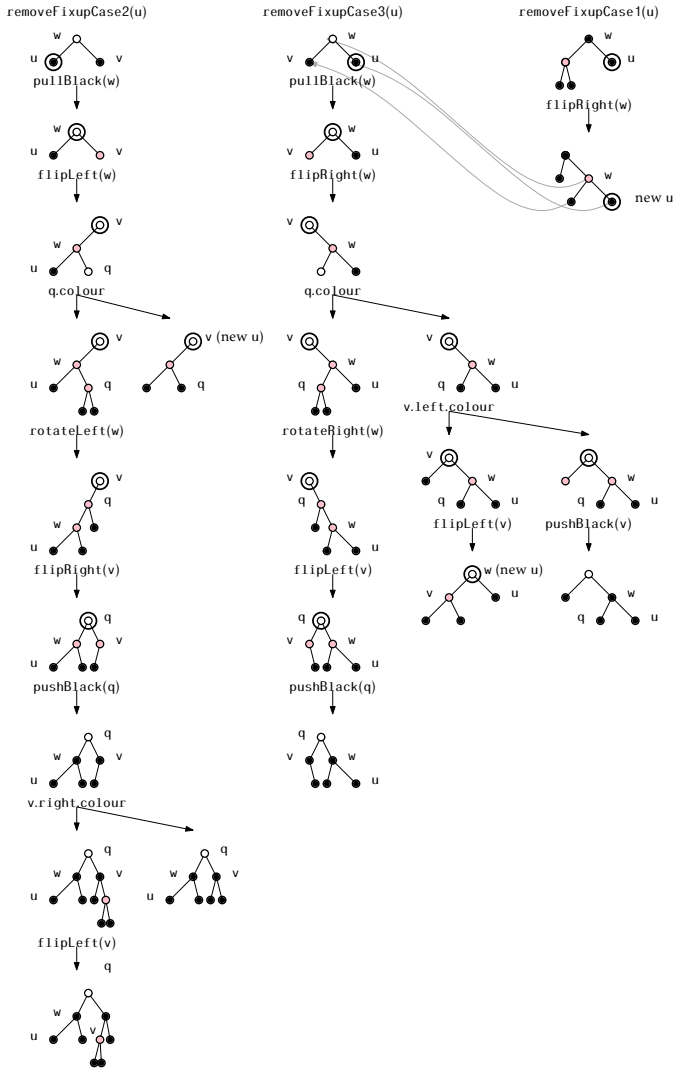 removeFixupCase2(u)
w
u
v
pullBlack(w)
w
u
v
flipLeft(w)
v
w
u
q
q.colour
v
w
u
q
v (new u)
q
rotateLeft(w)
v
q
w
u
flipRight(v)
q
w
v
u
pushBlack(q)
q
w
v
u
v.right.colour
q
w
v
u
q
w
v
u
flipLeft(v)
q
w
v
u
removeFixupCase3(u)
w
v
u
pullBlack(w)
w
v
u
flipRight(w)
v
w
u
q.colour
v
w
q
u
rotateRight(w)
v
q
w
u
flipLeft(v)
q
v
w
u
pushBlack(q)
q
v
w
u
v
w
q
u
v.left.colour
v
w
q
u
flipLeft(v)
w (new u)
v
u
w
q
u
pushBlack(v)
w
q
u
removeFixupCase1(u)
w
u
flipRight(w)
w
new u